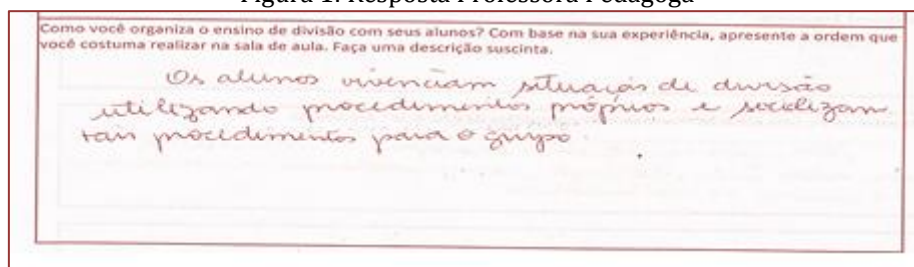 Figura 1: Resposta Professora Pedagoga
Como você organiza o ensino de divisão com seus alunos? Com base na sua experiência, apresente a ordem que
você costuma realizar na sala de aula. Faça uma descrição suscinta.
Os alunos vivenciam situações de divisão
utilizando procedimentos próprios e socializam
tais procedimentos para o grupo.